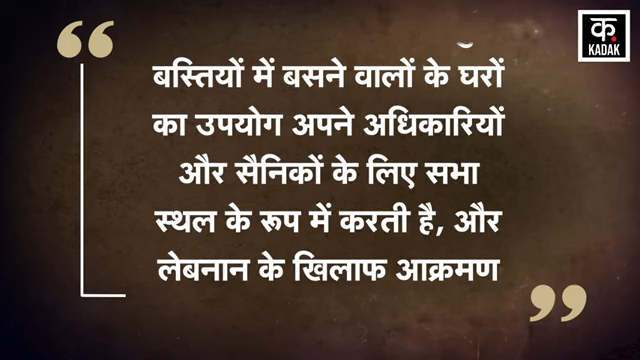 क.
KADAK
बस्तियों में बसने वालों के घरों
का उपयोग अपने अधिकारियों
और सैनिकों के लिए सभा
स्थल के रूप में करती है, और
लेबनान के खिलाफ आक्रमण